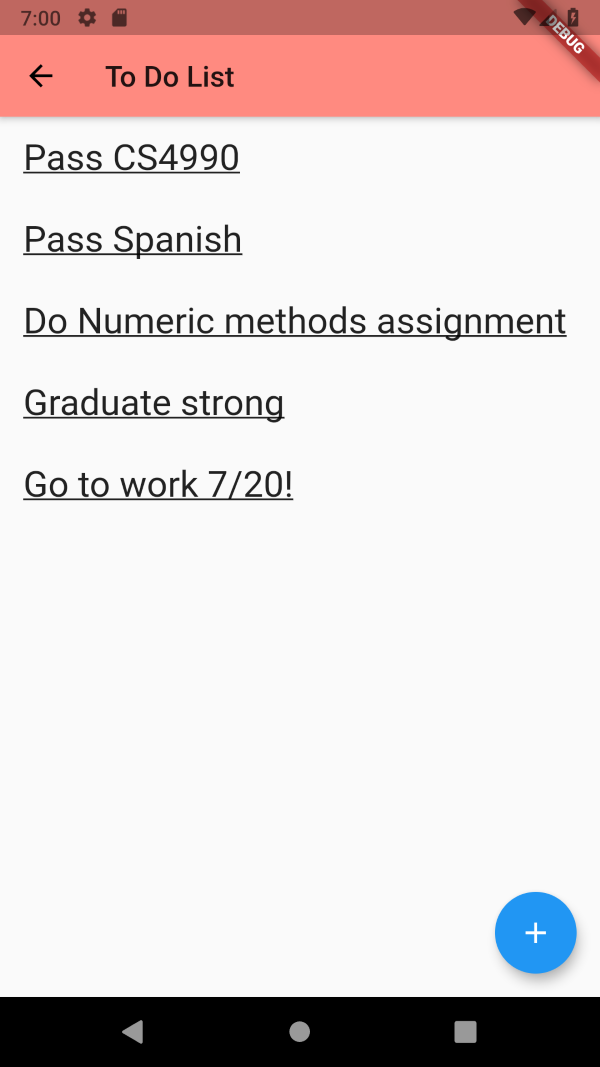 7:00
DEBUG
To Do List
Pass CS4990
Pass Spanish
Do Numeric methods assignment
Graduate strong
Go to work 7/20!